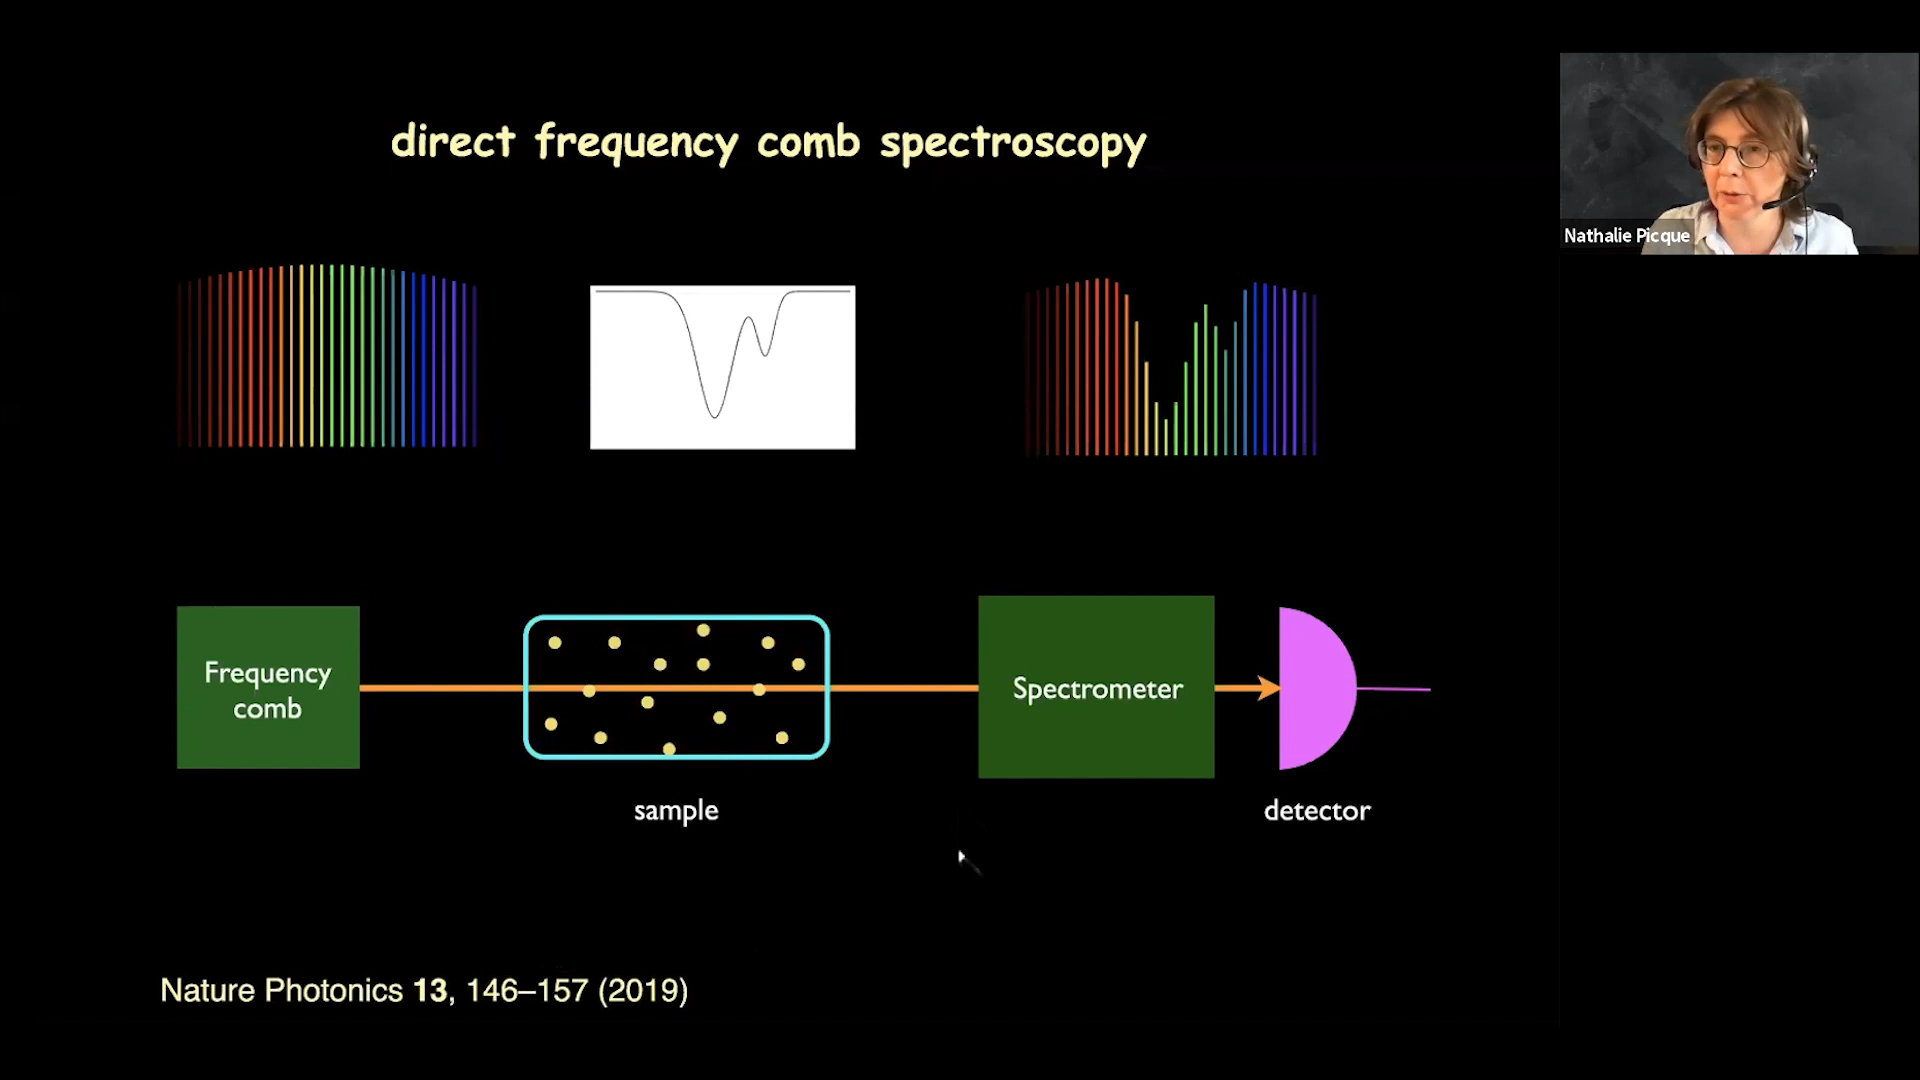 direct frequency comb spectroscopy
Nathalie Picque
Frequency
comb
Spectrometer
sample
detector
Nature Photonics 13, 146–157 (2019)